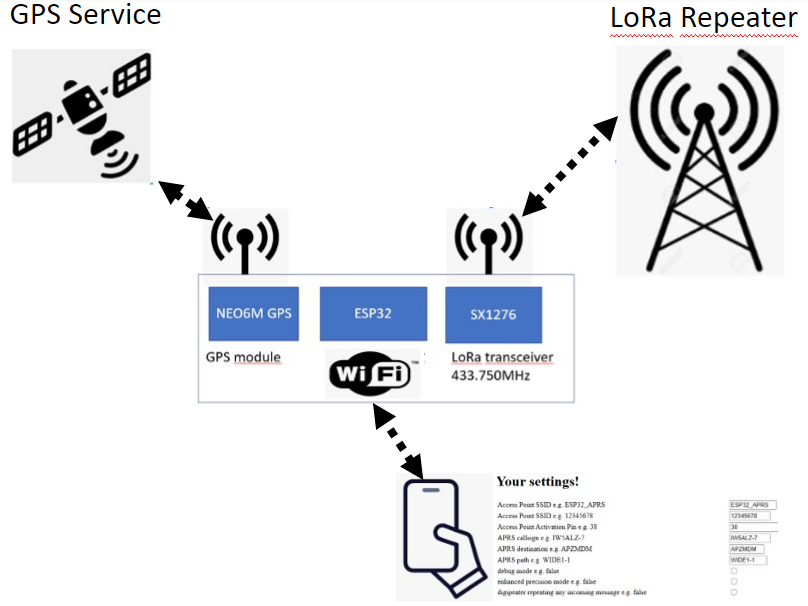 GPS Service
LoRa Repeater
NEO6M GPS
ESP32
SX1276
GPS module
LoRa transceiver
433.750MHz
Wi Fi ™
Your settings!
Access Point SSID e.g. ESP32_APRS
ESP32_APRS
Access Point SSID e.g. 12345678
12345678
Access Point Activation Pin e.g. 38
38
APRS callsign e.g. IW5ALZ-7
IW5ALZ-7
APRS destination e.g. APZMDM
APZMDM
APRS path e.g. WIDE1-1
WIDE1-1
debug mode e.g. false
enhanced precision mode e.g. false
digipeater repeating any incoming message e.g. false